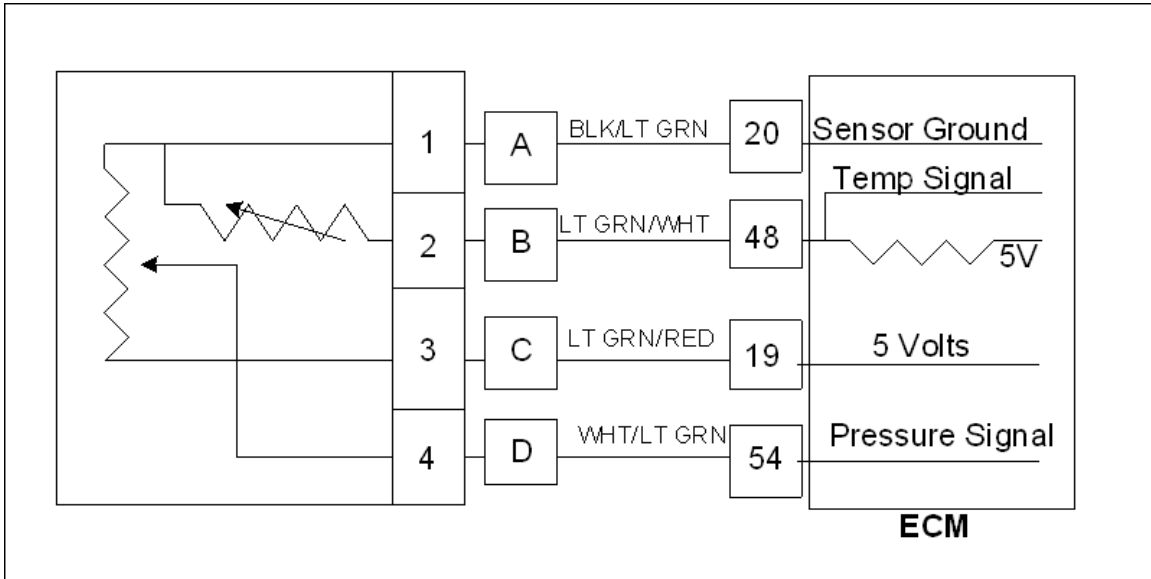 1 A BLK/LT GRN 20 Sensor Ground
Temp Signal
2 B LT GRN/WHT 48 5V
3 C LT GRN/RED 19 5 Volts
4 D WHT/LT GRN 54 Pressure Signal
ECM